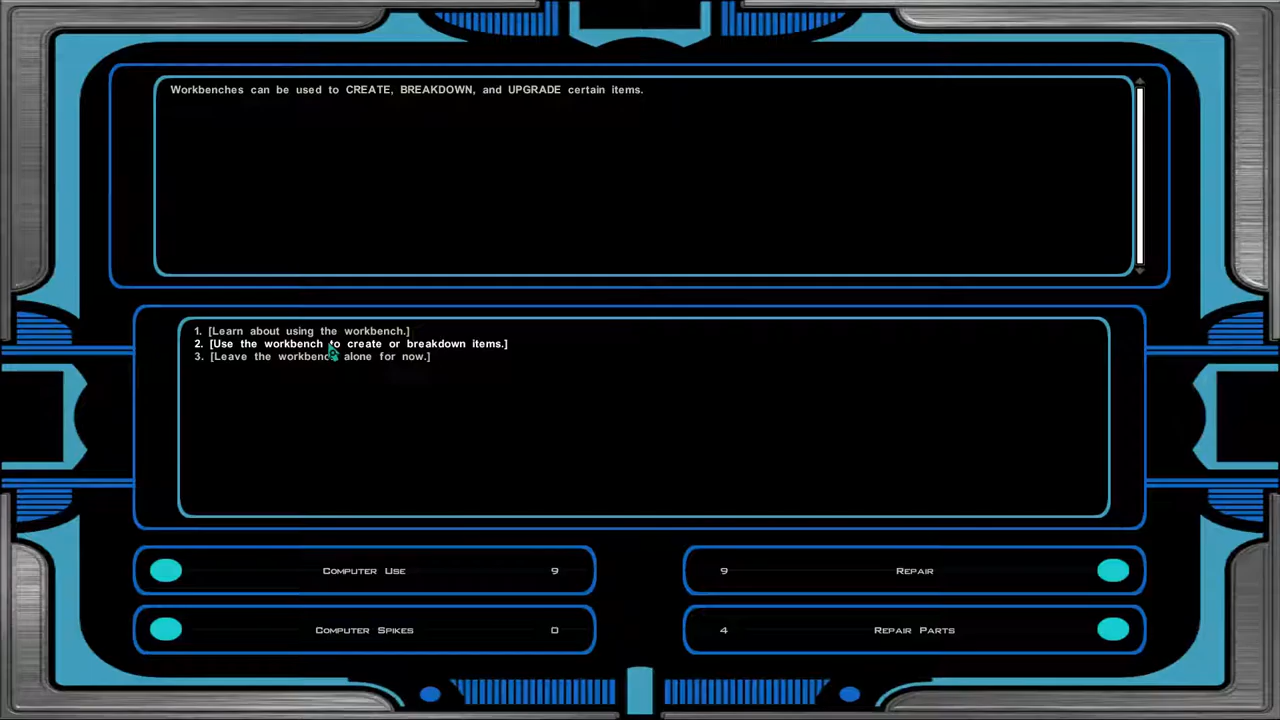 Workbenches can be used to CREATE, BREAKDOWN, and UPGRADE certain items.
1. [Learn about using the workbench.]
2. [Use the workbench to create or breakdown items.]
3. [Leave the workbench alone for now.]
COMPUTER USE 9
9 REPAIR
COMPUTER SPIKES 0
4 REPAIR PARTS